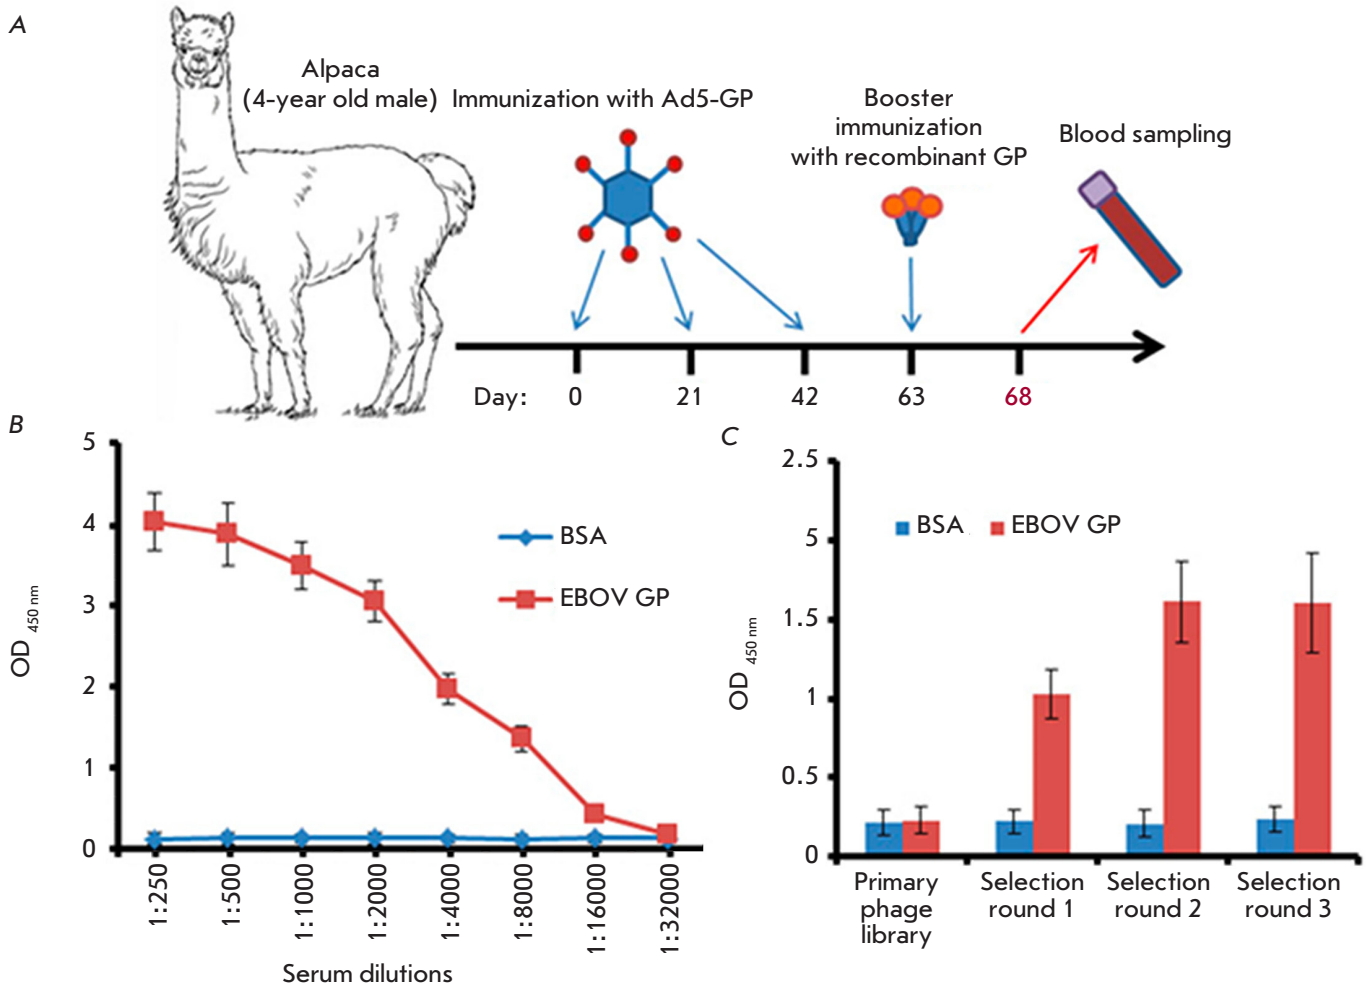 A
Alpaca
(4-year old male)
Immunization with Ad5-GP
Booster
immunization
with recombinant GP
Blood sampling
Day: 0 21 42 63 68
B
5
4
3
2
1
0
OD 450 nm
BSA
EBOV GP
1:250
1:500
1:1000
1:2000
1:4000
1:8000
1:16000
1:32000
Serum dilutions
C
2.5
5
1.5
1
0.5
0
OD 450 nm
BSA
EBOV GP
Primary
phage
library
Selection
round 1
Selection
round 2
Selection
round 3